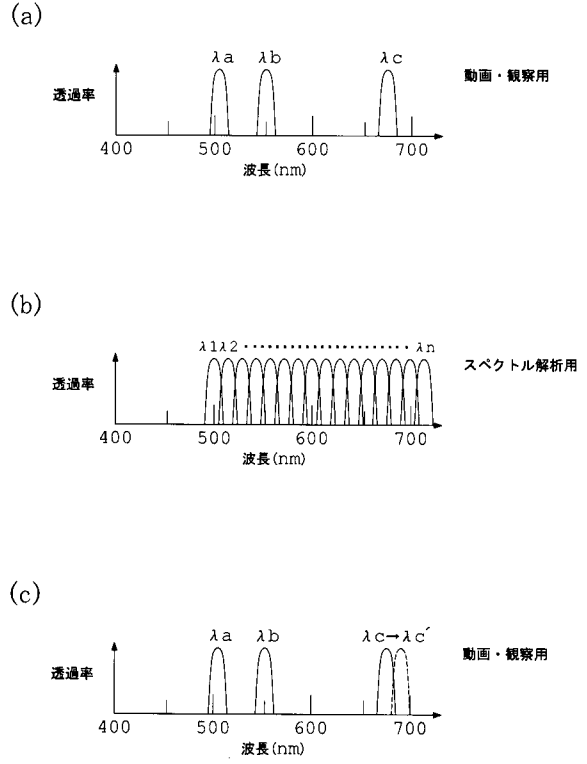 (a)
λa λb λc
動画・観察用
透過率
400 500 600 700
波長(nm)
(b)
λ1λ2 ‥‥‥‥‥‥‥‥‥‥ λn
スペクトル解析用
透過率
400 500 600 700
波長(nm)
(c)
λa λb λc→λc´
動画・観察用
透過率
400 500 600 700
波長(nm)